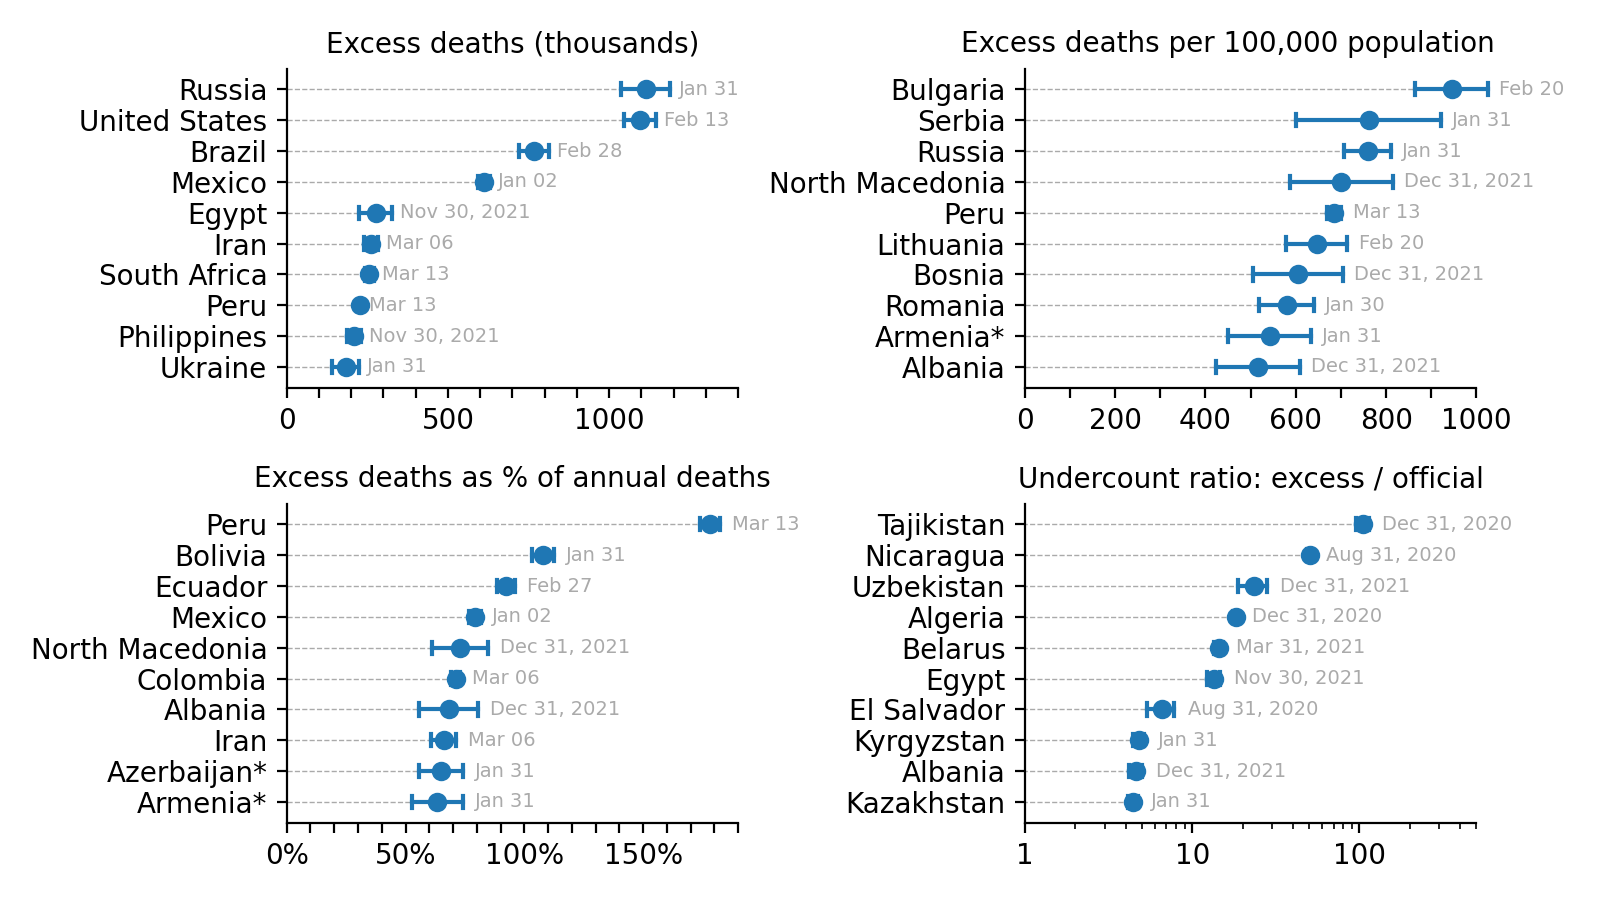 Excess deaths (thousands)
Russia Jan 31
United States Feb 13
Brazil Feb 28
Mexico Jan 02
Egypt Nov 30, 2021
Iran Mar 06
South Africa Mar 13
Peru Mar 13
Philippines Nov 30, 2021
Ukraine Jan 31
0 500 1000
Excess deaths per 100,000 population
Bulgaria Feb 20
Serbia Jan 31
Russia Jan 31
North Macedonia Dec 31, 2021
Peru Mar 13
Lithuania Feb 20
Bosnia Dec 31, 2021
Romania Jan 30
Armenia* Jan 31
Albania Dec 31, 2021
0 200 400 600 800 1000
Excess deaths as % of annual deaths
Peru Mar 13
Bolivia Jan 31
Ecuador Feb 27
Mexico Jan 02
North Macedonia Dec 31, 2021
Colombia Mar 06
Albania Dec 31, 2021
Iran Mar 06
Azerbaijan* Jan 31
Armenia* Jan 31
0% 50% 100% 150%
Undercount ratio: excess / official
Tajikistan Dec 31, 2020
Nicaragua Aug 31, 2020
Uzbekistan Dec 31, 2021
Algeria Dec 31, 2020
Belarus Mar 31, 2021
Egypt Nov 30, 2021
El Salvador Aug 31, 2020
Kyrgyzstan Jan 31
Albania Dec 31, 2021
Kazakhstan Jan 31
1 10 100